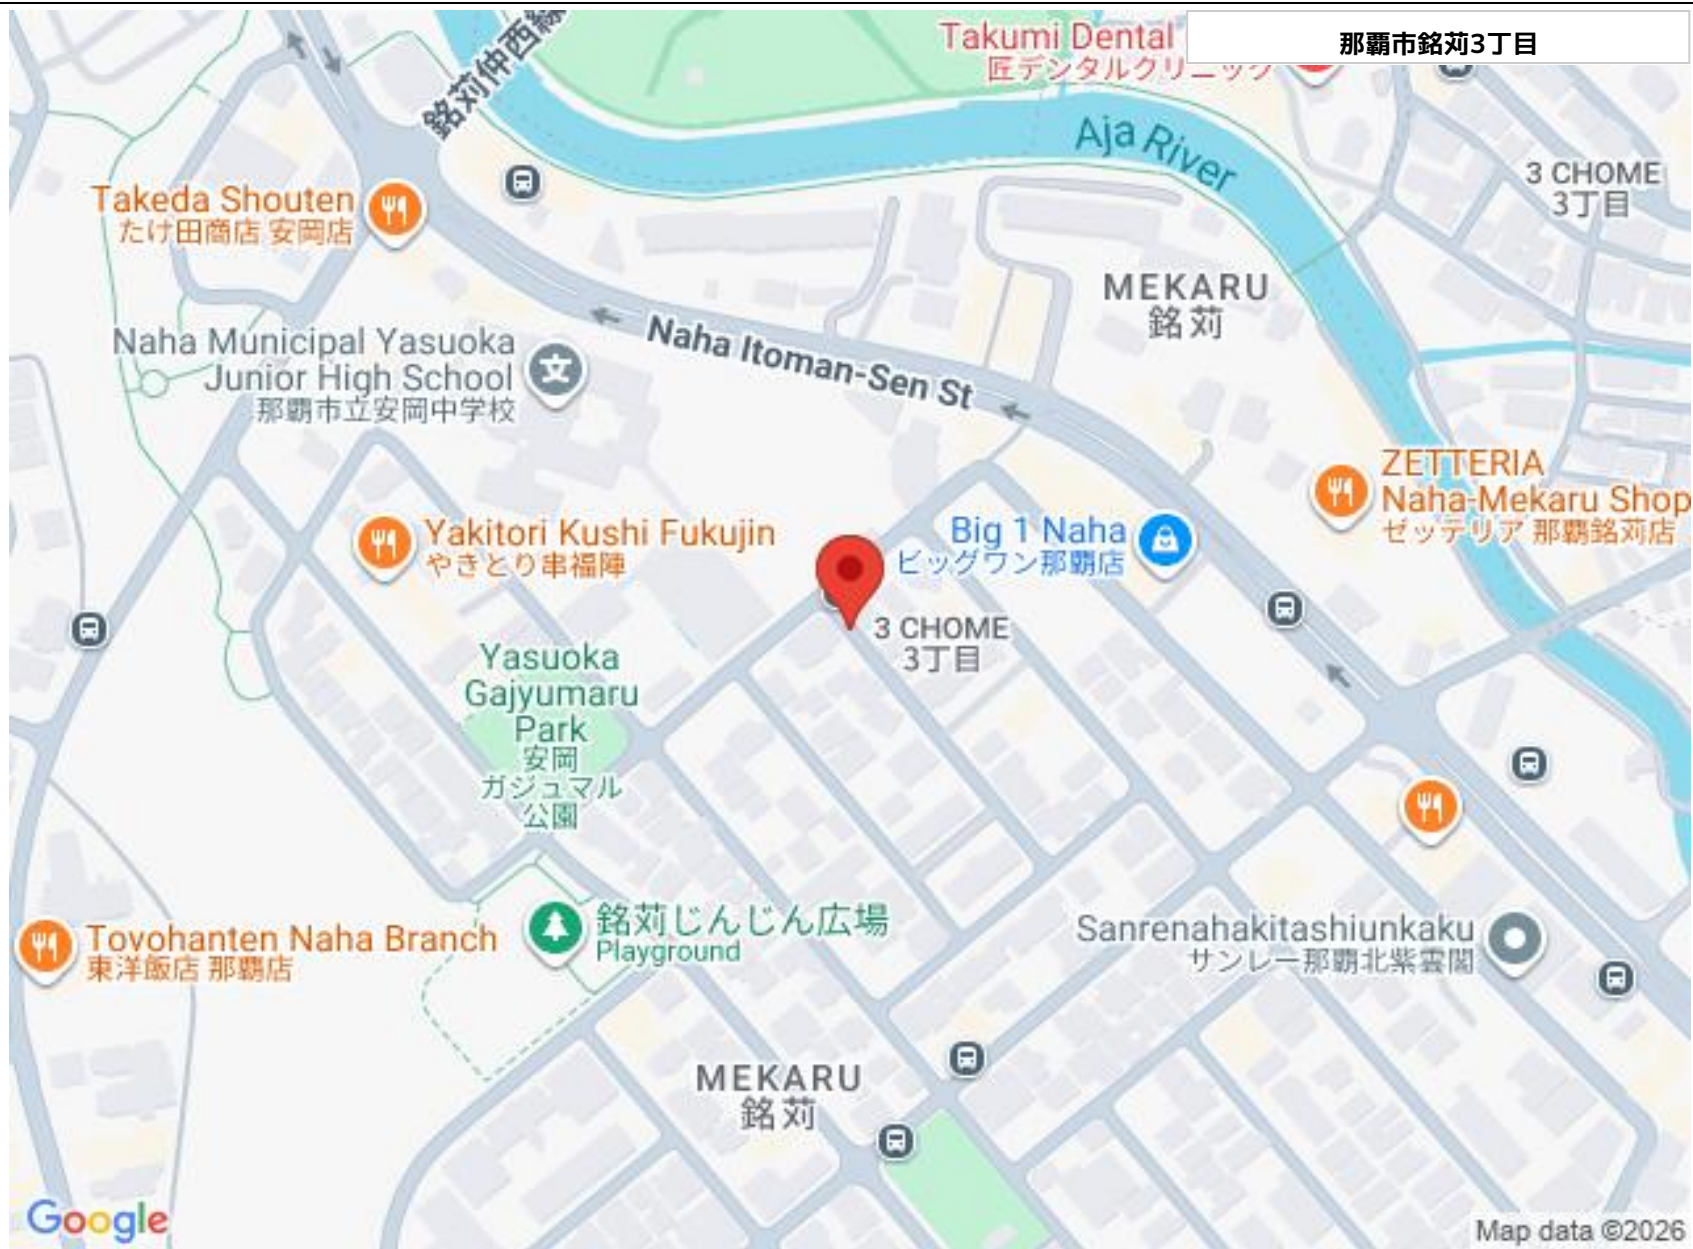 那覇市銘苅3丁目
銘苅仲西線
Takumi Dental
匠デンタルクリニック
Aja River
3 CHOME
3丁目
Takeda Shouten
たけ田商店 安岡店
MEKARU
銘苅
Naha Municipal Yasuoka
Junior High School
那覇市立安岡中学校
Naha Itoman-Sen St
ZETTERIA
Naha-Mekaru Shop
ゼッテリア 那覇銘苅店
Yakitori Kushi Fukujin
やきとり串福陣
Big 1 Naha
ビッグワン那覇店
3 CHOME
3丁目
Yasuoka
Gajyumaru
Park
安岡
ガジュマル
公園
銘苅じんじん広場
Playground
Toyohanten Naha Branch
東洋飯店 那覇店
Sanrenahakitashiunkaku
サンレー那覇北紫雲閣
MEKARU
銘苅
Google
Map data ©2026